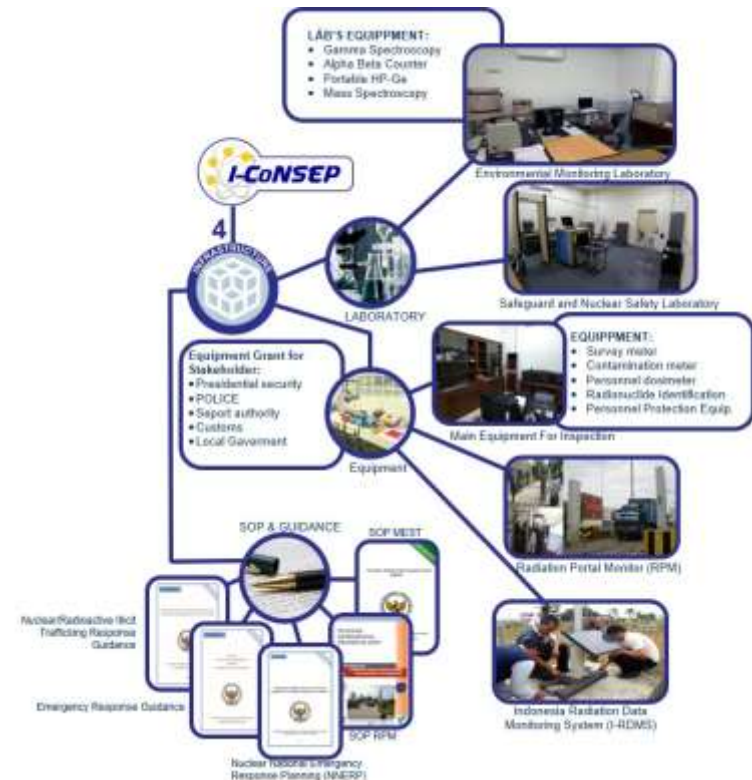 LAB'S EQUIPPMENT:
• Gamma Spectroscopy
• Alpha Beta Counter
• Portable HP-Ge
• Mass Spectroscopy
Environmental Monitoring Laboratory
I-CoNSEP
4
INFRASTRUCTURE
LABORATORY
Safeguard and Nuclear Safety Laboratory
Equipment Grant for
Stakeholder:
• Presidential security
• POLICE
• Seport authority
• Customs
• Local Gaverment
Equipment
EQUIPPMENT:
• Survey meter
• Contamination meter
• Personnel dosimeter
• Radionuclide Identification
• Personnel Protection Equip.
Main Equipment For Inspection
Radiation Portal Monitor (RPM)
SOP & GUIDANCE
SOP MEST
Nuclear/Radioactive Illicit
Trafficking Response
Guidance
Emergency Response Guidance
SOP RPM
Nuclear National Emergency
Response Planning (NNERP)
Indonesia Radiation Data
Monitoring System (I-RDMS)